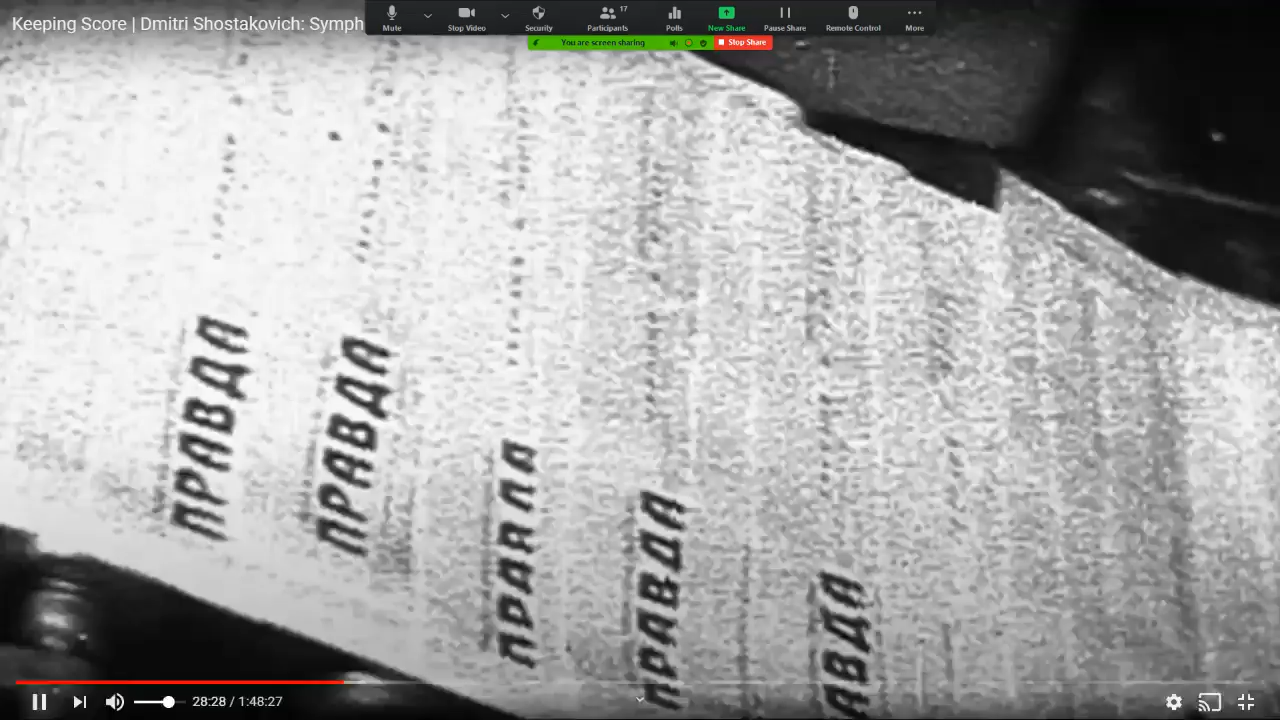 Keeping Score | Dmitri Shostakovich: Symph
Mute
Stop Video
Security
17
Participants
Polls
New Share
Pause Share
Remote Control
More
You are screen sharing
Stop Share
ПРАВДА
ПРАВДА
ПРАВДА
ПРАВДА
АВДА
28:28 / 1:48:27